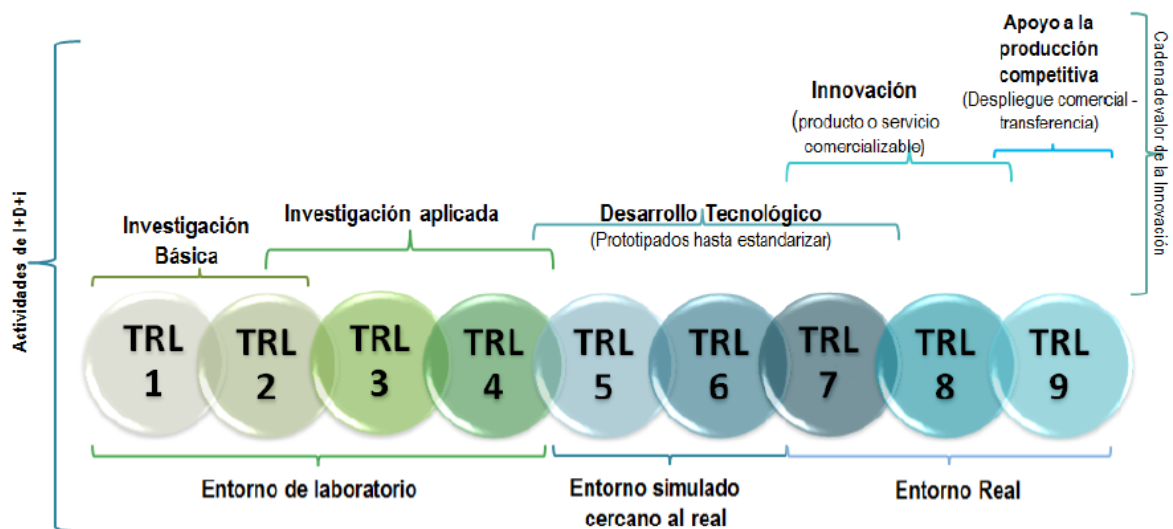 Apoyo a la
producción
competitiva
(Despliegue comercial -
transferencia)
Cadena de valor de la Innovación
Innovación
(producto o servicio
comercializable)
Actividades de I+D+i
Investigación
Básica
Investigación aplicada
Desarrollo Tecnológico
(Prototipados hasta estandarizar)
TRL
1
TRL
2
TRL
3
TRL
4
TRL
5
TRL
6
TRL
7
TRL
8
TRL
9
Entorno de laboratorio
Entorno simulado
cercano al real
Entorno Real